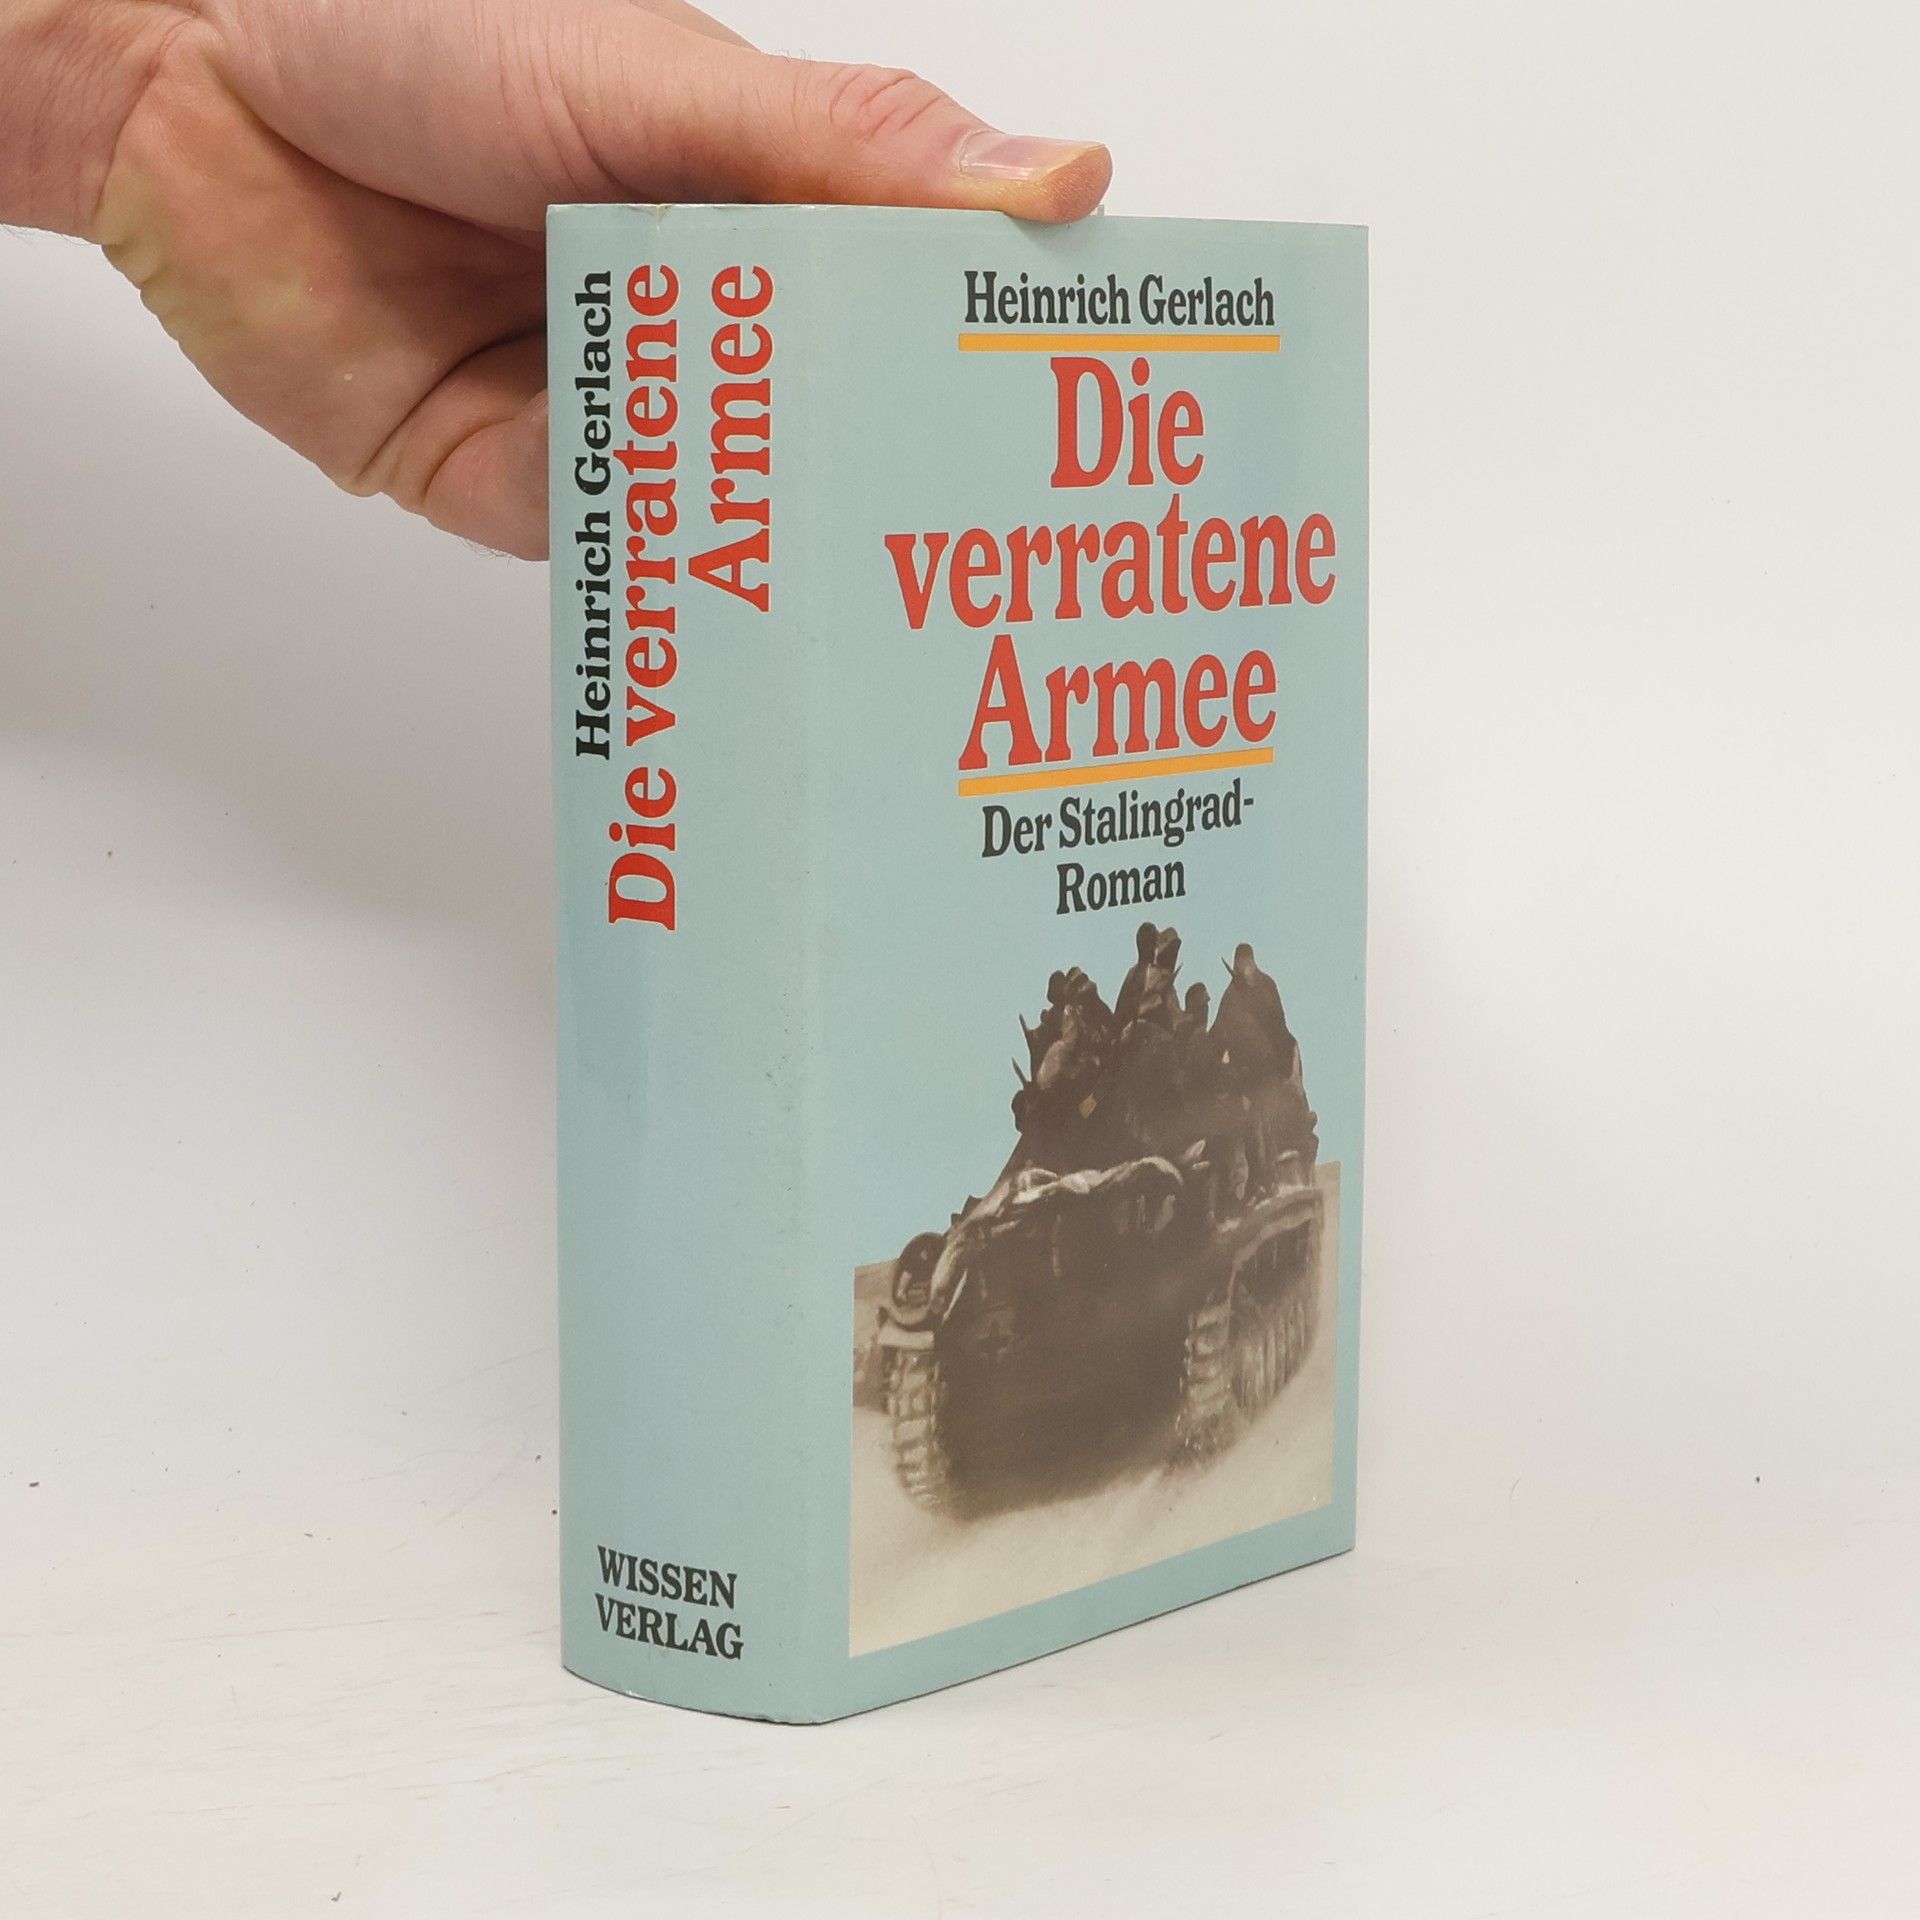 Heinrich Gerlach
Die verratene
Armee
WISSEN
VERLAG
Heinrich Gerlach
Die
verratene
Armee
Der Stalingrad-
Roman